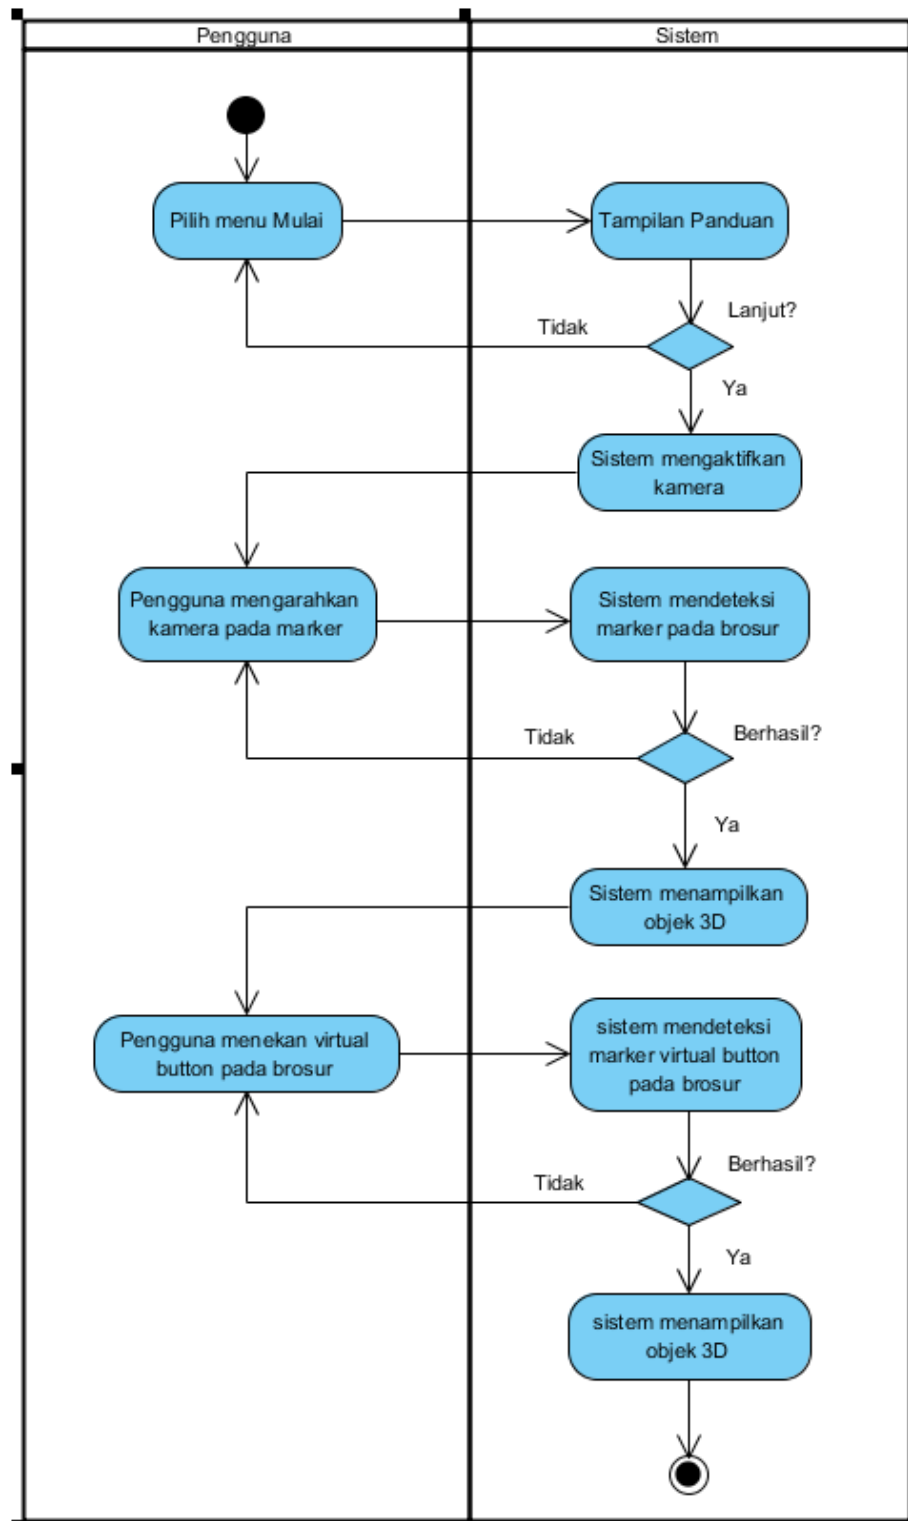 Pengguna
Sistem
Pilih menu Mulai
Tampilan Panduan
Lanjut?
Tidak
Ya
Sistem mengaktifkan
kamera
Pengguna mengarahkan
kamera pada marker
Sistem mendeteksi
marker pada brosur
Berhasil?
Tidak
Ya
Sistem menampilkan
objek 3D
Pengguna menekan virtual
button pada brosur
sistem mendeteksi
marker virtual button
pada brosur
Berhasil?
Tidak
Ya
sistem menampilkan
objek 3D